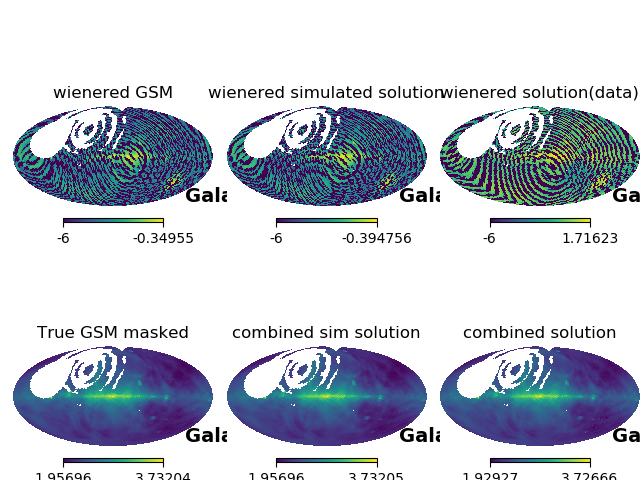 wienered GSM
wienered simulated solution
wienered solution(data)
Gala
Gala
Ga
-6
-0.34955
-6
-0.394756
-6
1.71623
True GSM masked
combined sim solution
combined solution
Gala
Gala
Ga
1.95696
3.73204
1.95696
3.73205
1.92927
3.72666